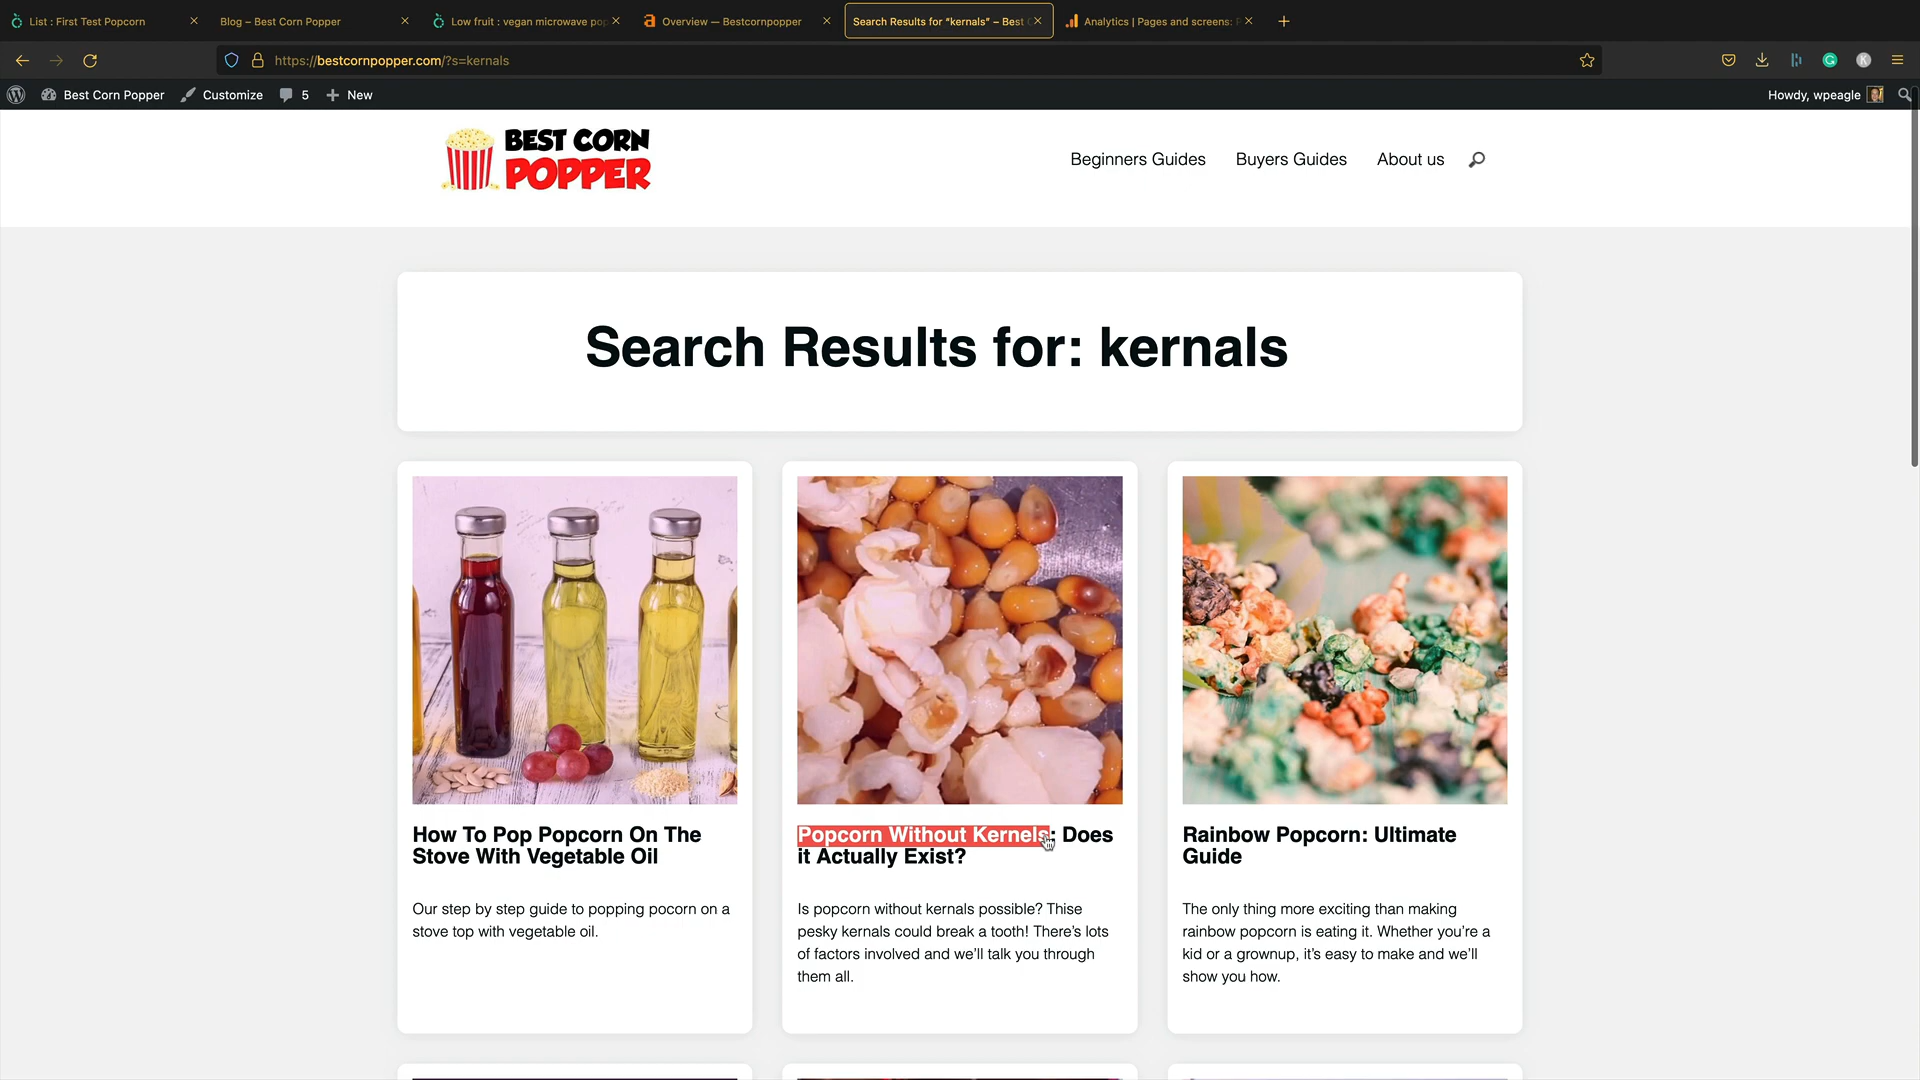 List : First Test Popcorn
Blog – Best Corn Popper
Low fruit : vegan microwave pop
Overview — Bestcornpopper
Search Results for “kernals” – Best
Analytics | Pages and screens:
https://bestcornpopper.com/?s=kernals
Best Corn Popper
Customize
5
New
Howdy, wpeagle
BEST CORN
POPPER
Beginners Guides
Buyers Guides
About us
Search Results for: kernals
How To Pop Popcorn On The
Stove With Vegetable Oil
Our step by step guide to popping pocorn on a
stove top with vegetable oil.
Popcorn Without Kernels: Does
it Actually Exist?
Is popcorn without kernals possible? Thise
pesky kernals could break a tooth! There’s lots
of factors involved and we’ll talk you through
them all.
Rainbow Popcorn: Ultimate
Guide
The only thing more exciting than making
rainbow popcorn is eating it. Whether you’re a
kid or a grownup, it’s easy to make and we’ll
show you how.